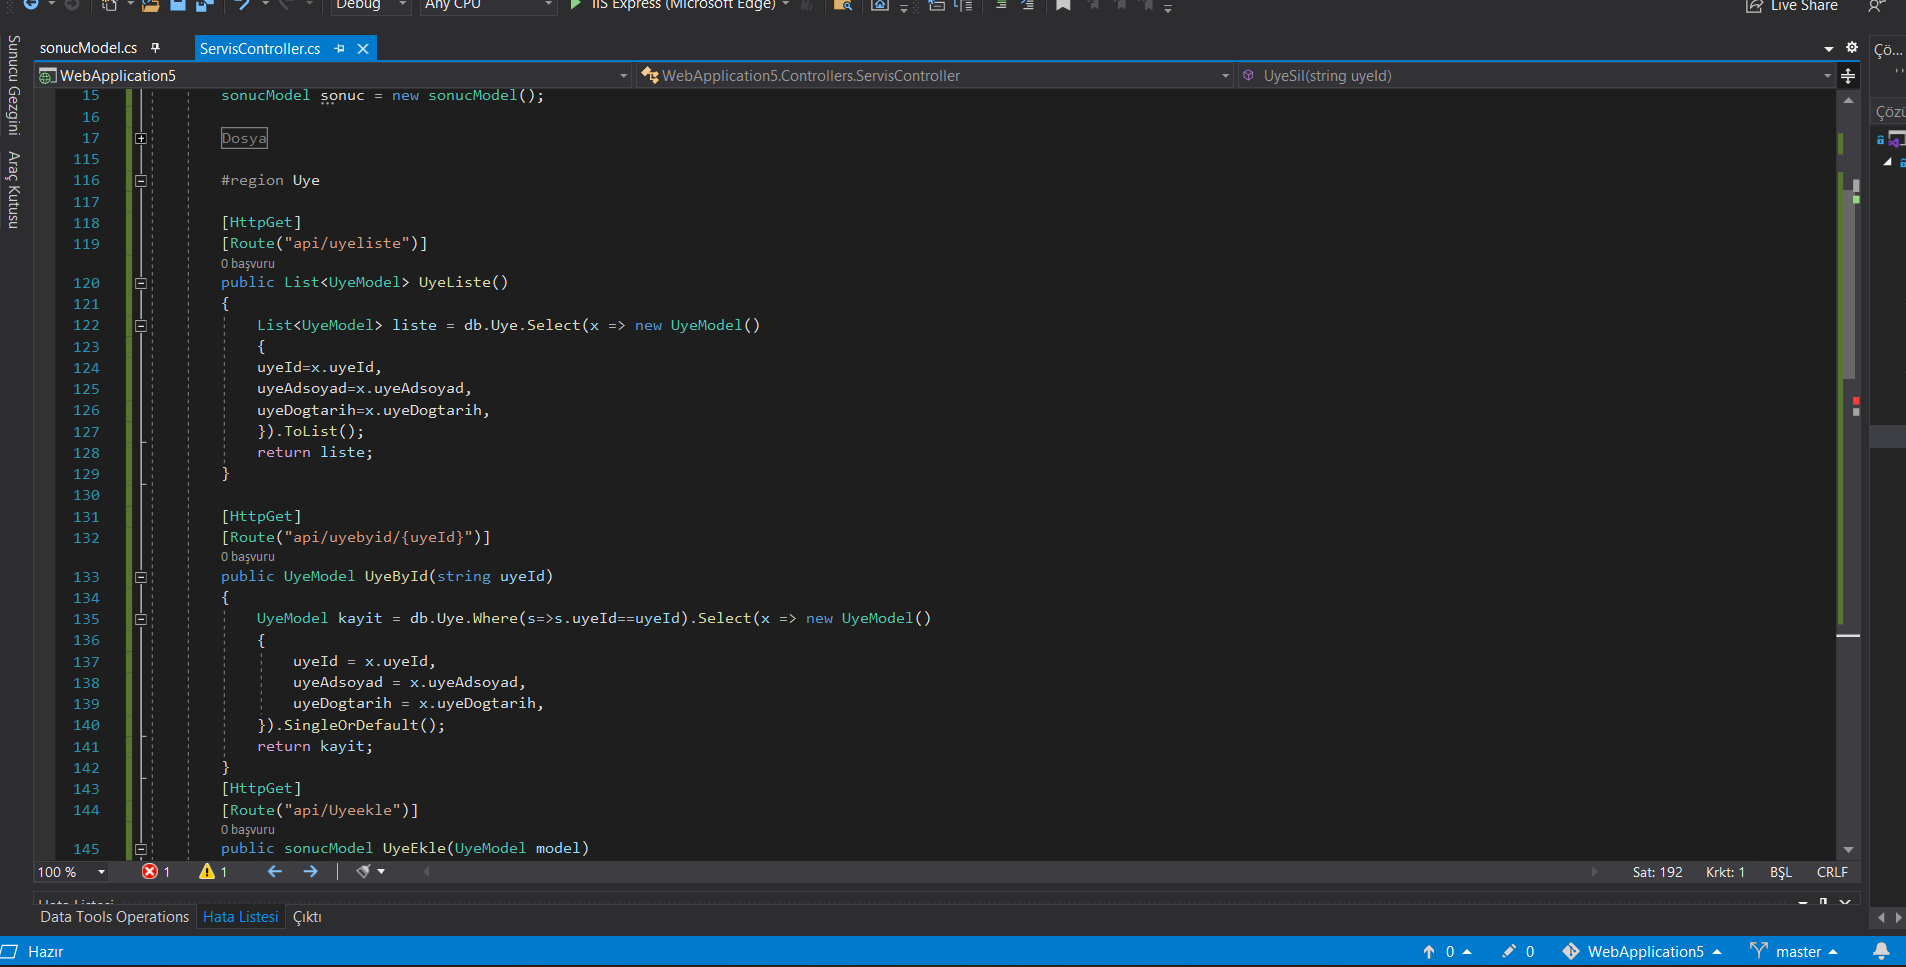 Debug
Any CPU
IIS Express (Microsoft Edge)
Live Share
Sunucu Gezgini
Araç Kutusu
sonucModel.cs
ServisController.cs
WebApplication5
WebApplication5.Controllers.ServisController
UyeSil(string uyeId)
Çö...
Çözü
15 sonucModel sonuc = new sonucModel();
16
17 Dosya
115
116 #region Uye
117
118 [HttpGet]
119 [Route("api/uyeliste")]
0 başvuru
120 public List<UyeModel> UyeListe()
121 {
122 List<UyeModel> liste = db.Uye.Select(x => new UyeModel()
123 {
124 uyeId=x.uyeId,
125 uyeAdsoyad=x.uyeAdsoyad,
126 uyeDogtarih=x.uyeDogtarih,
127 }).ToList();
128 return liste;
129 }
130
131 [HttpGet]
132 [Route("api/uyebyid/{uyeId}")]
0 başvuru
133 public UyeModel UyeById(string uyeId)
134 {
135 UyeModel kayit = db.Uye.Where(s=>s.uyeId==uyeId).Select(x => new UyeModel()
136 {
137 uyeId = x.uyeId,
138 uyeAdsoyad = x.uyeAdsoyad,
139 uyeDogtarih = x.uyeDogtarih,
140 }).SingleOrDefault();
141 return kayit;
142 }
143 [HttpGet]
144 [Route("api/Uyeekle")]
0 başvuru
145 public sonucModel UyeEkle(UyeModel model)
100 %
1
1
Sat: 192
Krkt: 1
BŞL
CRLF
Hata Listesi
Data Tools Operations
Hata Listesi
Çıktı
Hazır
0
0
WebApplication5
master